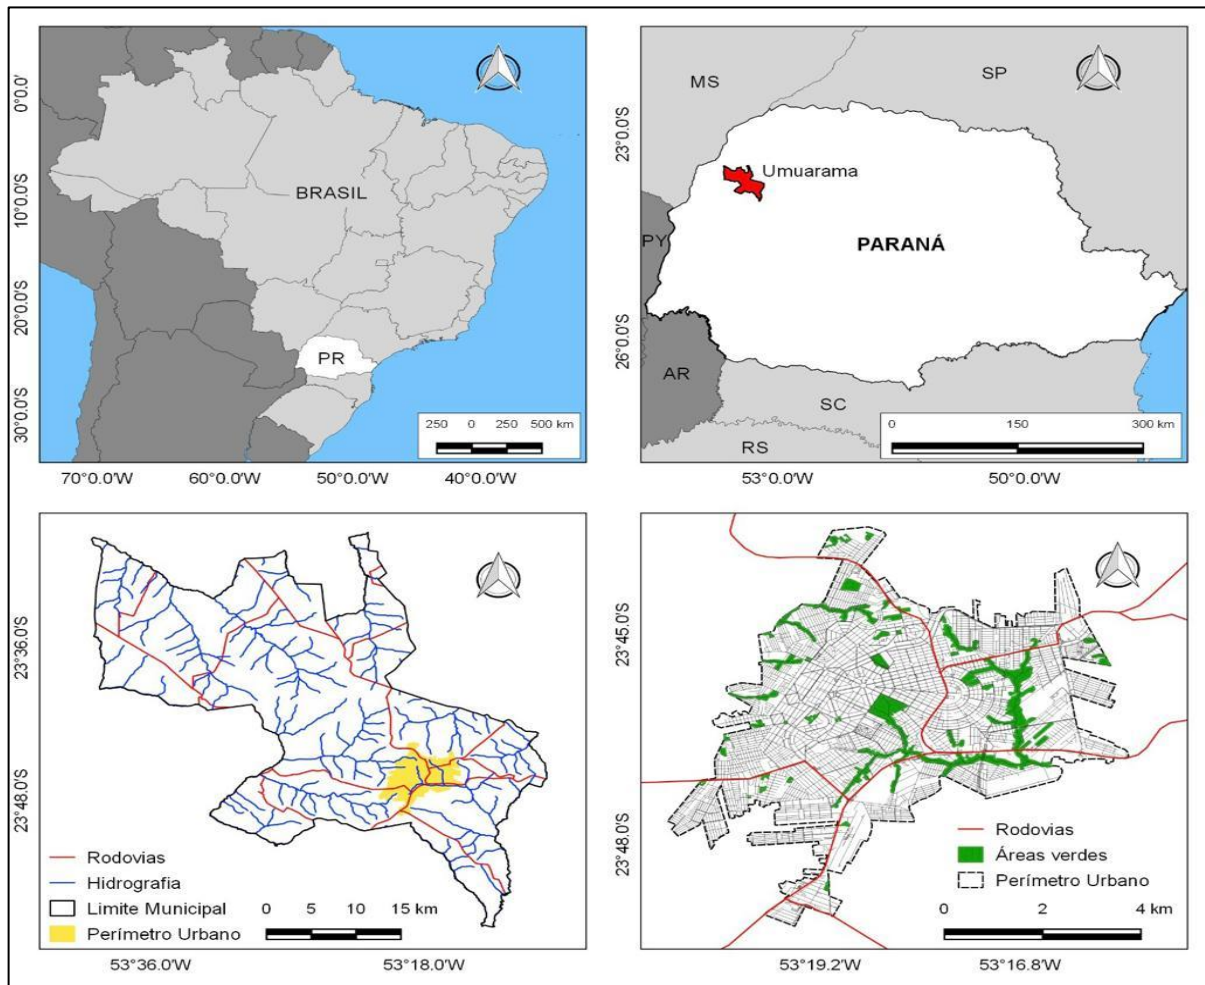 0°0.0'
10°0.0'S
20°0.0'S
30°0.0'S
BRASIL
PR
250 0 250 500 km
70°0.0'W 60°0.0'W 50°0.0'W 40°0.0'W
23°0.0'S
26°0.0'S
MS
SP
Umuarama
PARANÁ
PY
AR
SC
RS
0 150 300 km
53°0.0'W 50°0.0'W
23°36.0'S
23°48.0'S
Rodovias
Hidrografia
Limite Municipal
Perímetro Urbano
0 5 10 15 km
53°36.0'W 53°18.0'W
23°45.0'S
23°48.0'S
Rodovias
Áreas verdes
Perímetro Urbano
0 2 4 km
53°19.2'W 53°16.8'W